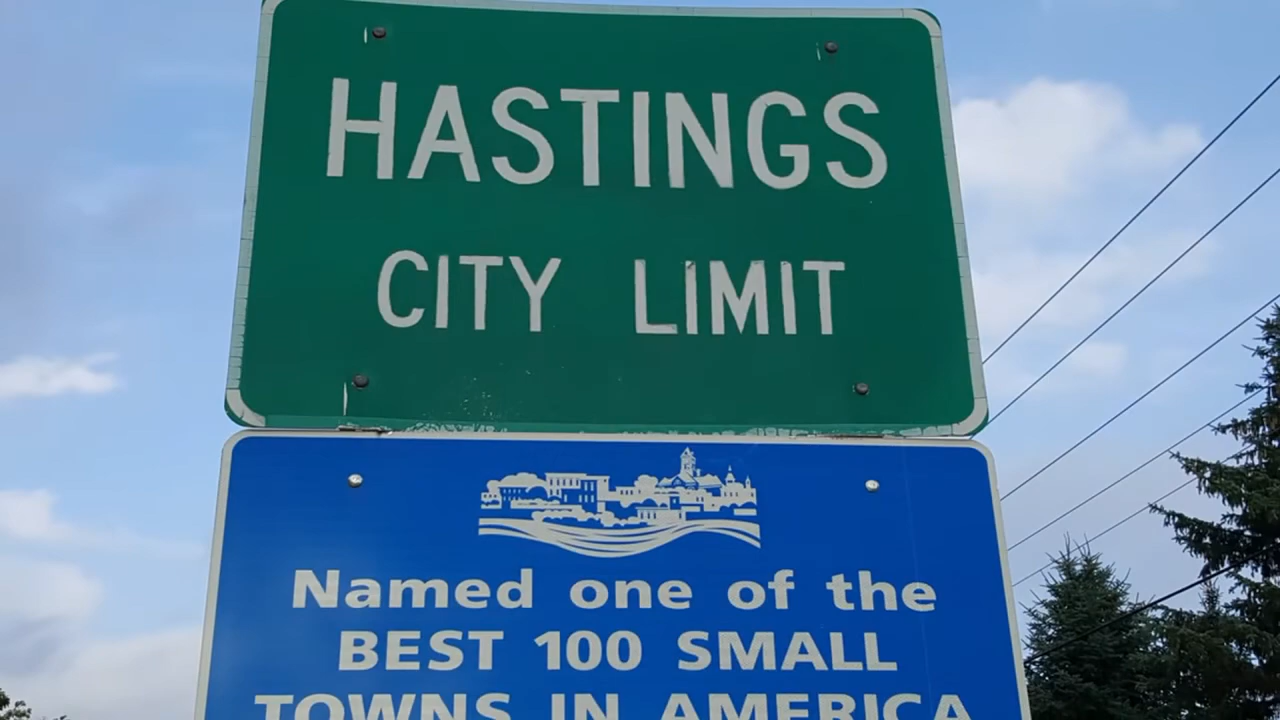 HASTINGS
CITY LIMIT
Named one of the
BEST 100 SMALL
TOWNS IN AMERICA